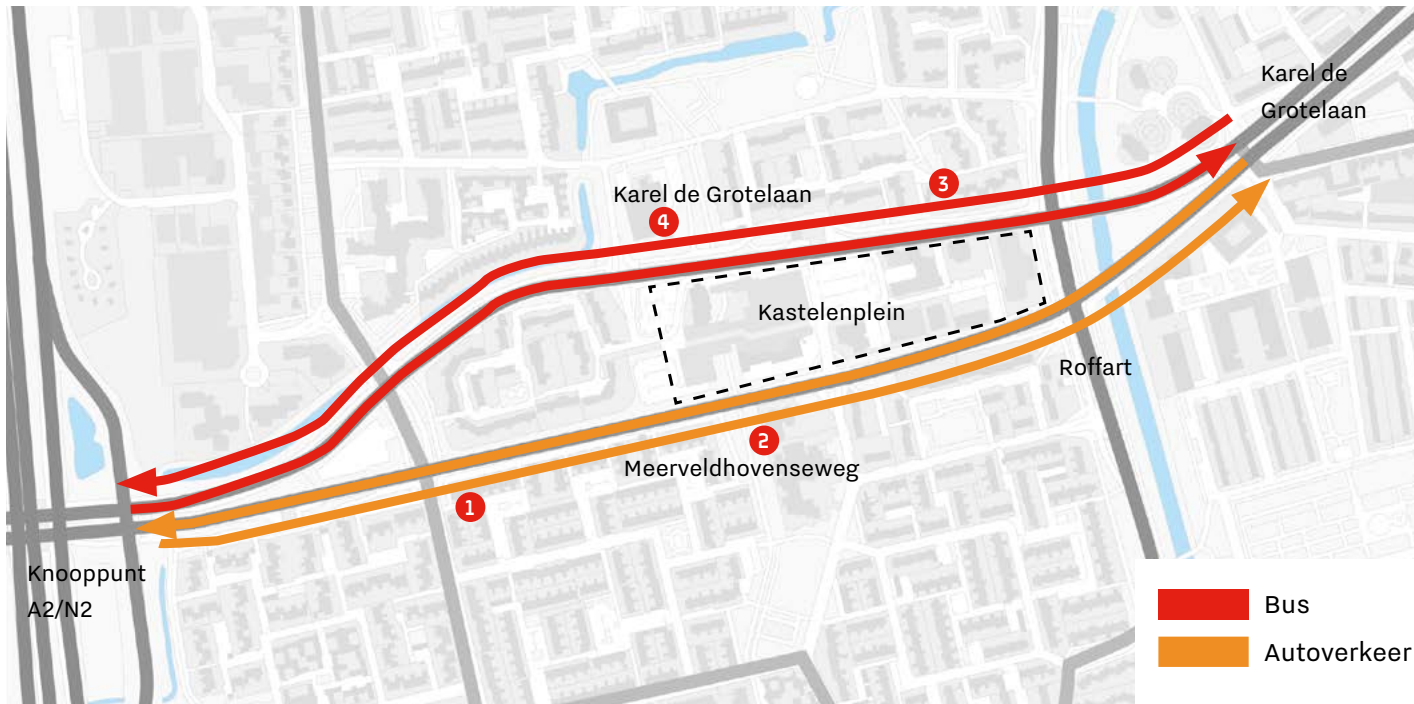 Karel de
Grotelaan
3
Karel de Grotelaan
4
Kastelenplein
Roffart
2
Meerveldhovenseweg
1
Knooppunt
A2/N2
Bus
Autoverkeer